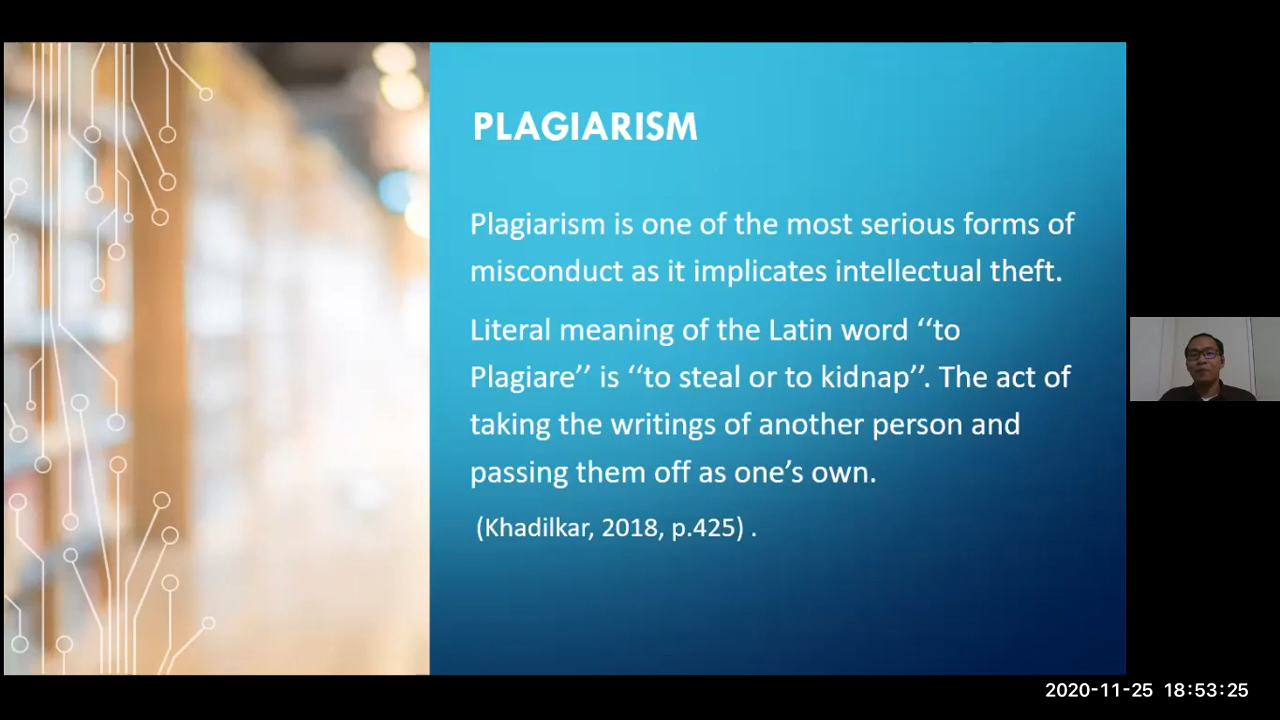 PLAGIARISM
Plagiarism is one of the most serious forms of
misconduct as it implicates intellectual theft.
Literal meaning of the Latin word ‘‘to
Plagiare’’ is ‘‘to steal or to kidnap’’. The act of
taking the writings of another person and
passing them off as one’s own.
(Khadilkar, 2018, p.425) .
2020-11-25 18:53:25